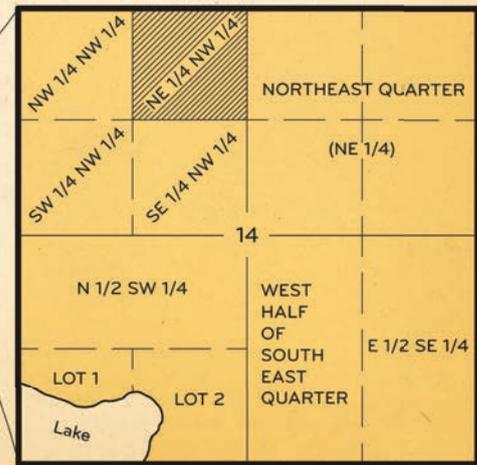 NW 1/4 NW 1/4
NE 1/4 NW 1/4
NORTHEAST QUARTER
(NE 1/4)
SW 1/4 NW 1/4
SE 1/4 NW 1/4
14
N 1/2 SW 1/4
WEST
HALF
OF
SOUTH
EAST
QUARTER
E 1/2 SE 1/4
LOT 1
LOT 2
Lake